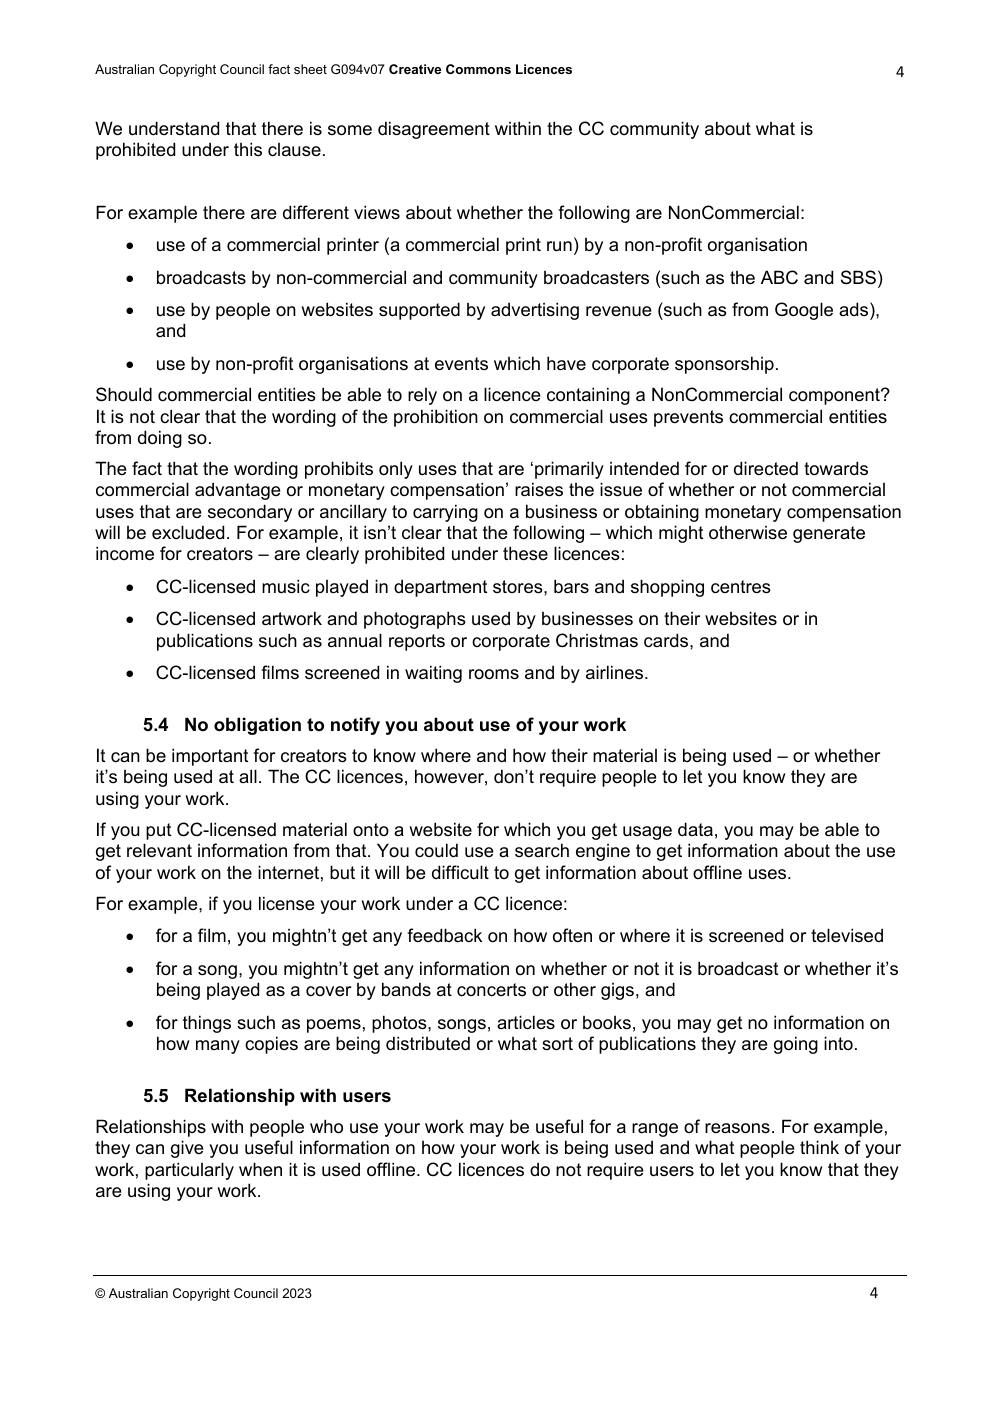 Australian Copyright Council fact sheet G094v07 Creative Commons Licences 4
We understand that there is some disagreement within the CC community about what is
prohibited under this clause.
For example there are different views about whether the following are NonCommercial:
• use of a commercial printer (a commercial print run) by a non-profit organisation
• broadcasts by non-commercial and community broadcasters (such as the ABC and SBS)
• use by people on websites supported by advertising revenue (such as from Google ads),
and
• use by non-profit organisations at events which have corporate sponsorship.
Should commercial entities be able to rely on a licence containing a NonCommercial component?
It is not clear that the wording of the prohibition on commercial uses prevents commercial entities
from doing so.
The fact that the wording prohibits only uses that are ‘primarily intended for or directed towards
commercial advantage or monetary compensation’ raises the issue of whether or not commercial
uses that are secondary or ancillary to carrying on a business or obtaining monetary compensation
will be excluded. For example, it isn’t clear that the following – which might otherwise generate
income for creators – are clearly prohibited under these licences:
• CC-licensed music played in department stores, bars and shopping centres
• CC-licensed artwork and photographs used by businesses on their websites or in
publications such as annual reports or corporate Christmas cards, and
• CC-licensed films screened in waiting rooms and by airlines.
5.4 No obligation to notify you about use of your work
It can be important for creators to know where and how their material is being used – or whether
it’s being used at all. The CC licences, however, don’t require people to let you know they are
using your work.
If you put CC-licensed material onto a website for which you get usage data, you may be able to
get relevant information from that. You could use a search engine to get information about the use
of your work on the internet, but it will be difficult to get information about offline uses.
For example, if you license your work under a CC licence:
• for a film, you mightn’t get any feedback on how often or where it is screened or televised
• for a song, you mightn’t get any information on whether or not it is broadcast or whether it’s
being played as a cover by bands at concerts or other gigs, and
• for things such as poems, photos, songs, articles or books, you may get no information on
how many copies are being distributed or what sort of publications they are going into.
5.5 Relationship with users
Relationships with people who use your work may be useful for a range of reasons. For example,
they can give you useful information on how your work is being used and what people think of your
work, particularly when it is used offline. CC licences do not require users to let you know that they
are using your work.
© Australian Copyright Council 2023 4